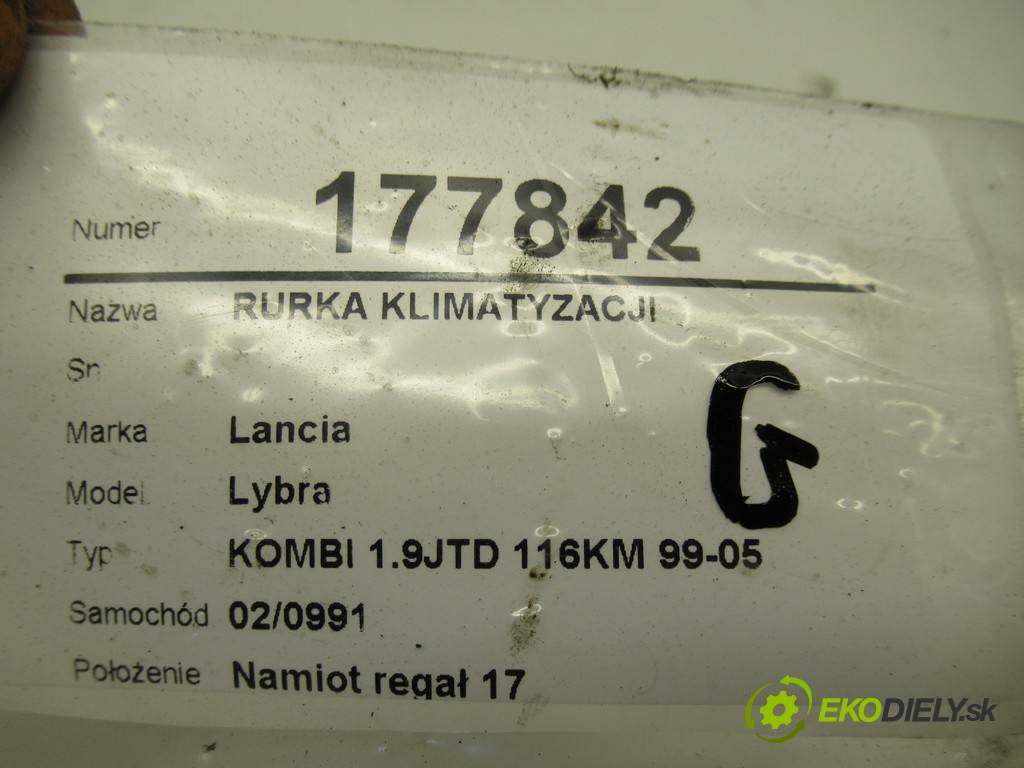 Numer 177842
Nazwa RURKA KLIMATYZACJI
Sn
Marka Lancia
Model Lybra
Typ KOMBI 1.9JTD 116KM 99-05
G
Samochód 02/0991
Położenie Namiot regał 17
EKODIELY.sk